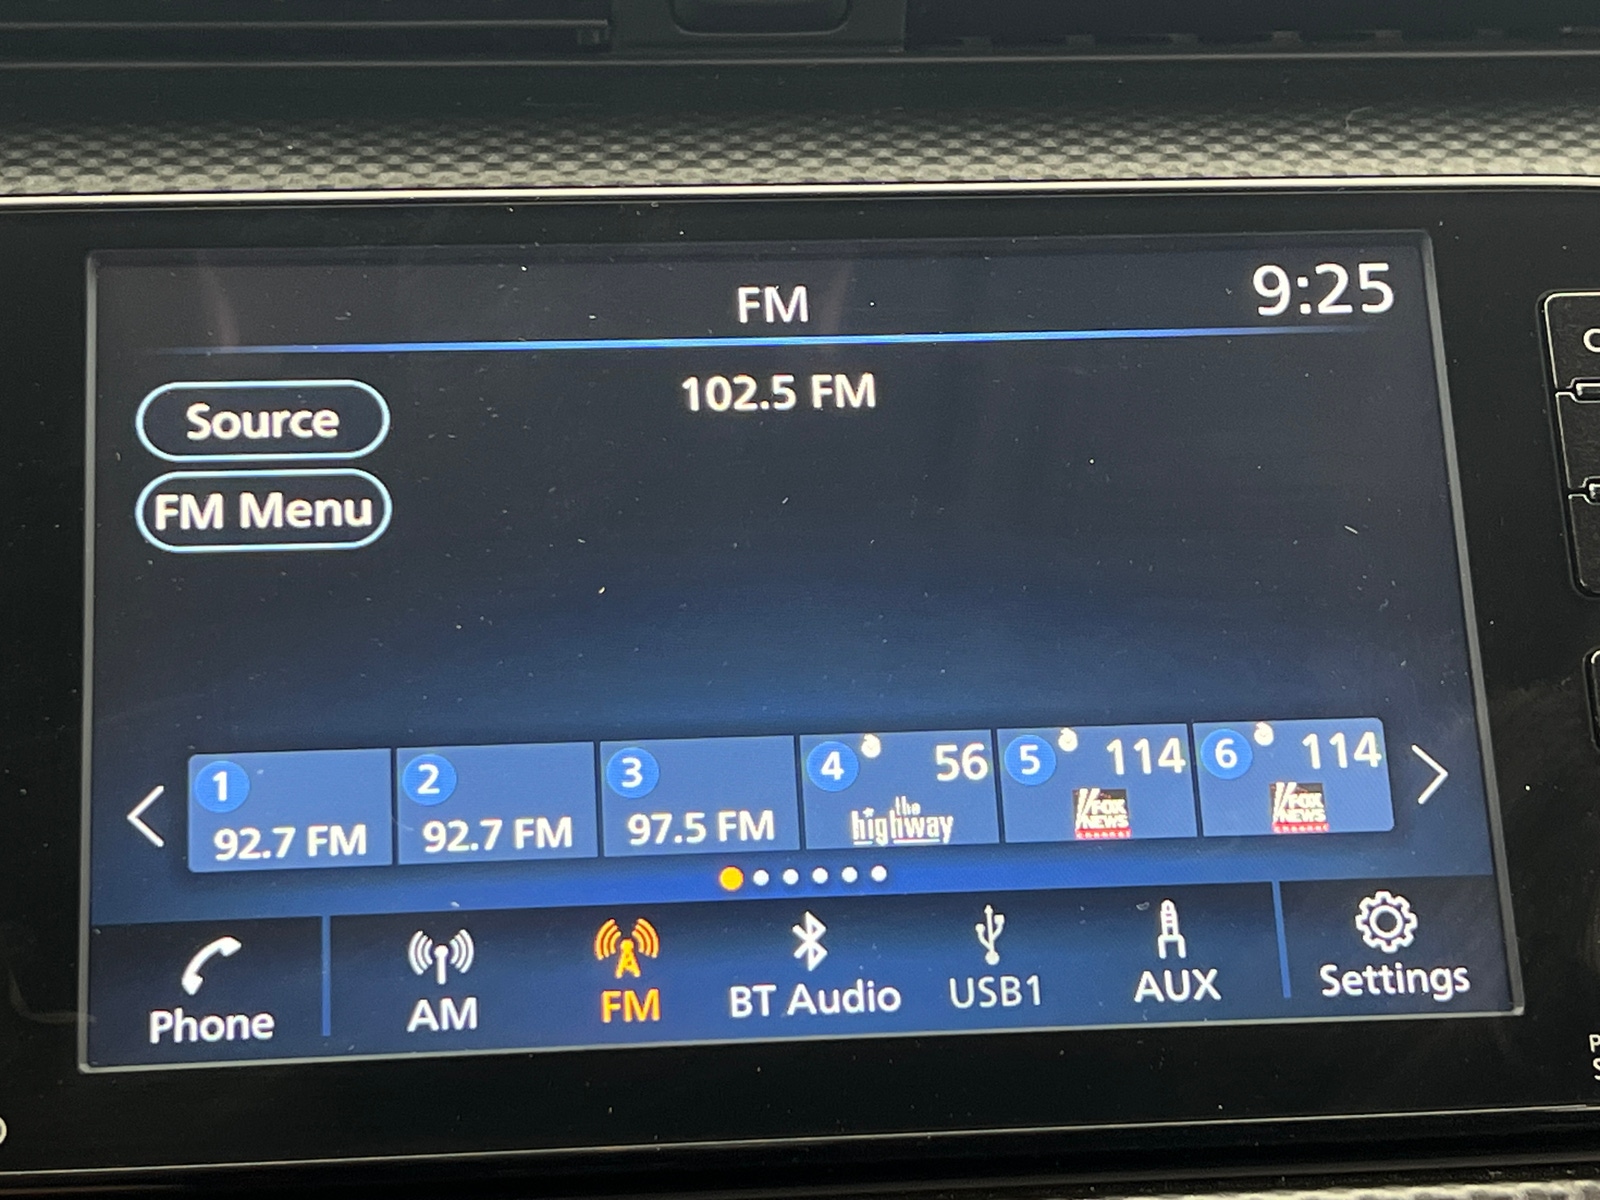 FM
9:25
102.5 FM
Source
FM Menu
1
92.7 FM
2
92.7 FM
3
97.5 FM
4
56
the
highway
5
114
FOX
NEWS
CHANNEL
6
114
FOX
NEWS
CHANNEL
Phone
AM
FM
BT Audio
USB1
AUX
Settings